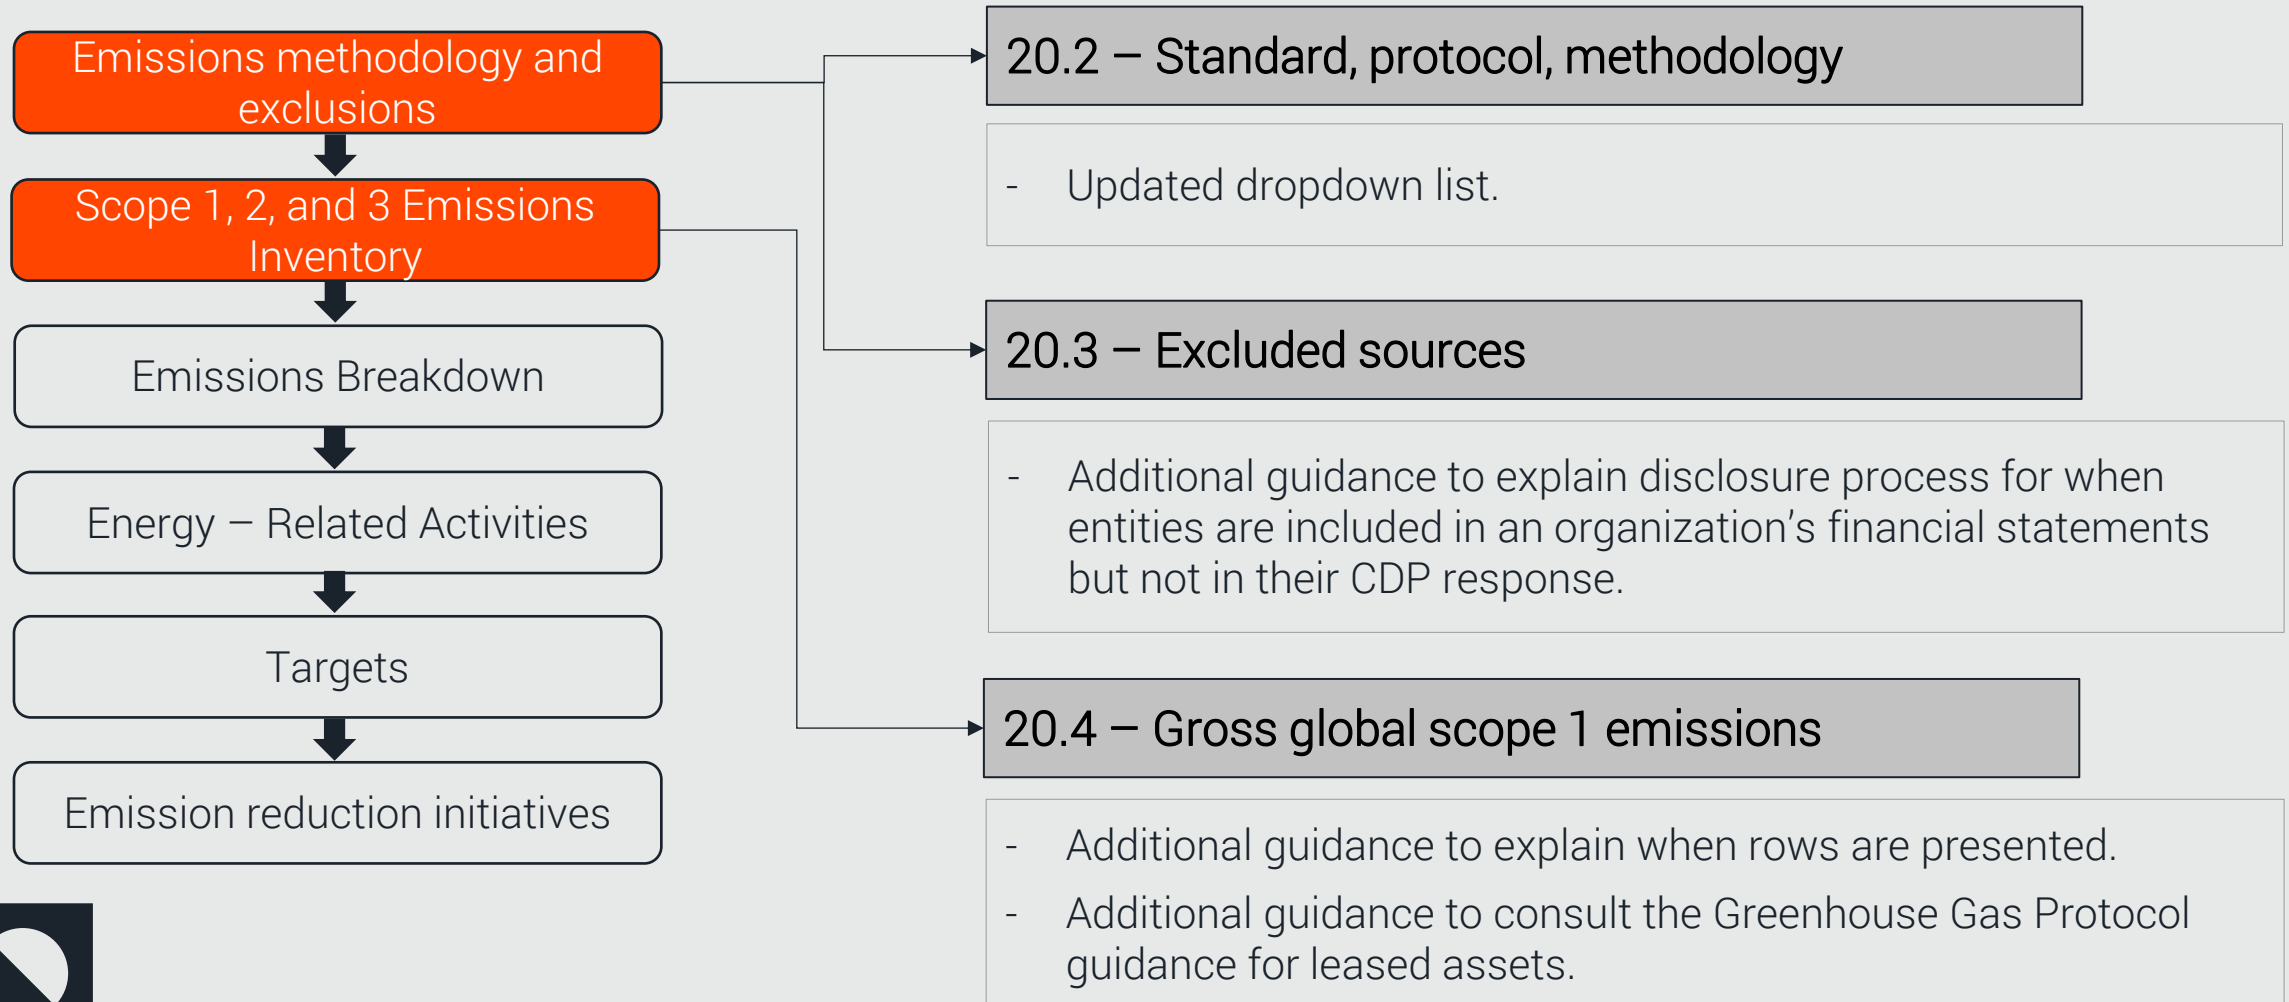 Emissions methodology and
exclusions
Scope 1, 2, and 3 Emissions
Inventory
Emissions Breakdown
Energy – Related Activities
Targets
Emission reduction initiatives
20.2 – Standard, protocol, methodology
- Updated dropdown list.
20.3 – Excluded sources
- Additional guidance to explain disclosure process for when
entities are included in an organization’s financial statements
but not in their CDP response.
20.4 – Gross global scope 1 emissions
- Additional guidance to explain when rows are presented.
- Additional guidance to consult the Greenhouse Gas Protocol
guidance for leased assets.